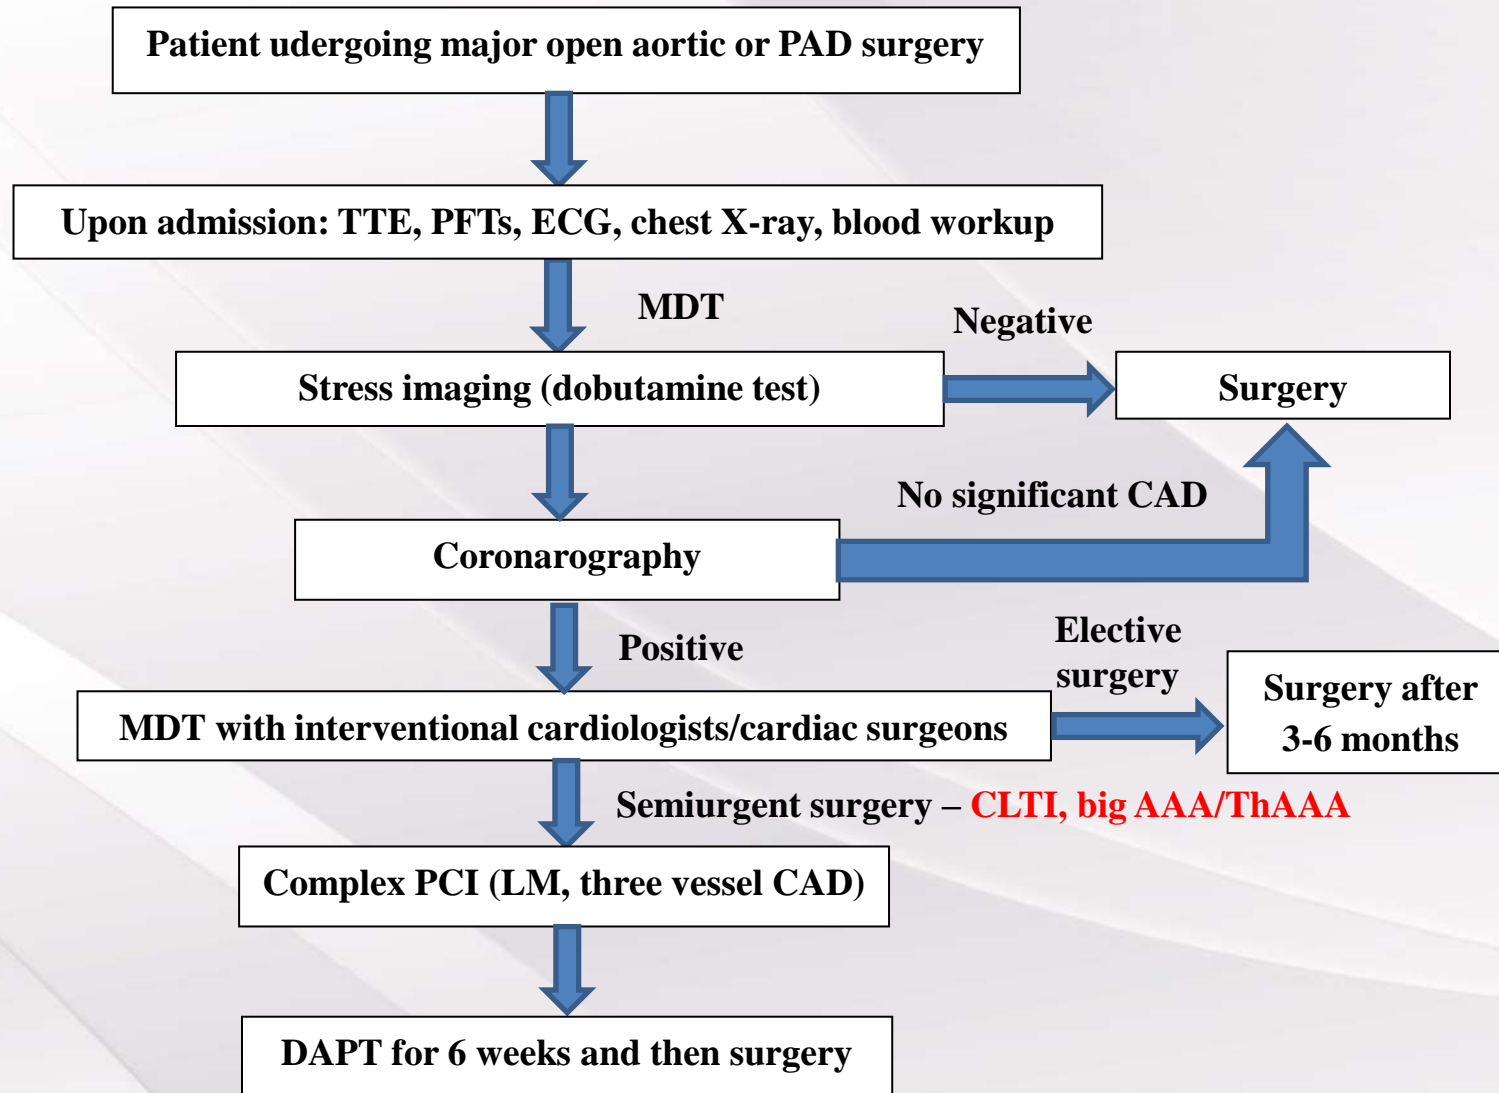 Patient udergoing major open aortic or PAD surgery
Upon admission: TTE, PFTs, ECG, chest X-ray, blood workup
MDT
Negative
Stress imaging (dobutamine test)
Surgery
No significant CAD
Coronarography
Positive
Elective
surgery
MDT with interventional cardiologists/cardiac surgeons
Surgery after
3-6 months
Semiurgent surgery – CLTI, big AAA/ThAAA
Complex PCI (LM, three vessel CAD)
DAPT for 6 weeks and then surgery